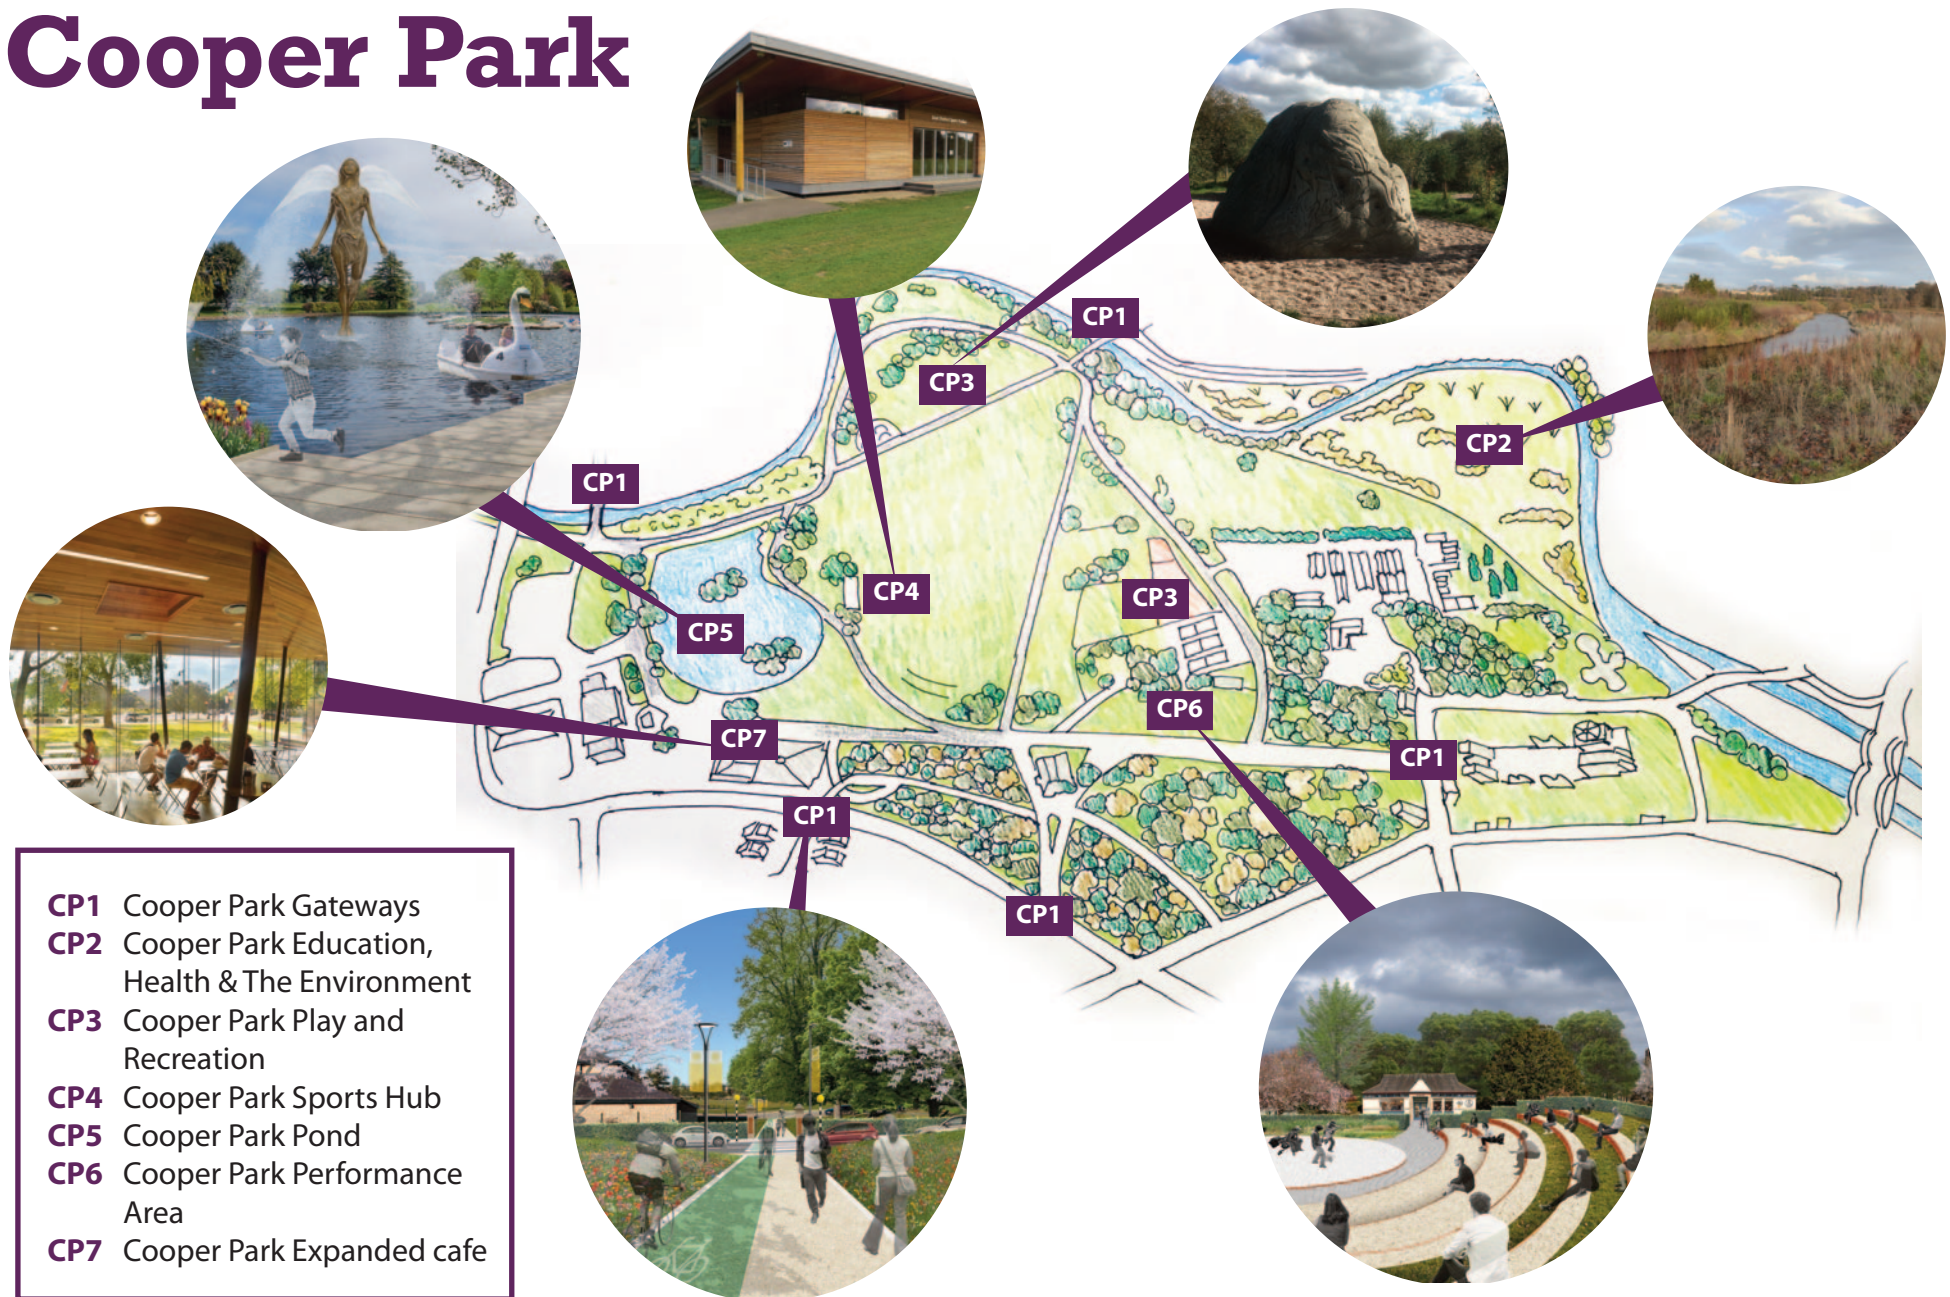 Cooper Park
CP1
CP3
CP2
CP1
CP4
CP3
CP5
CP6
CP7
CP1
CP1
CP1
CP1 Cooper Park Gateways
CP2 Cooper Park Education,
Health & The Environment
CP3 Cooper Park Play and
Recreation
CP4 Cooper Park Sports Hub
CP5 Cooper Park Pond
CP6 Cooper Park Performance
Area
CP7 Cooper Park Expanded cafe